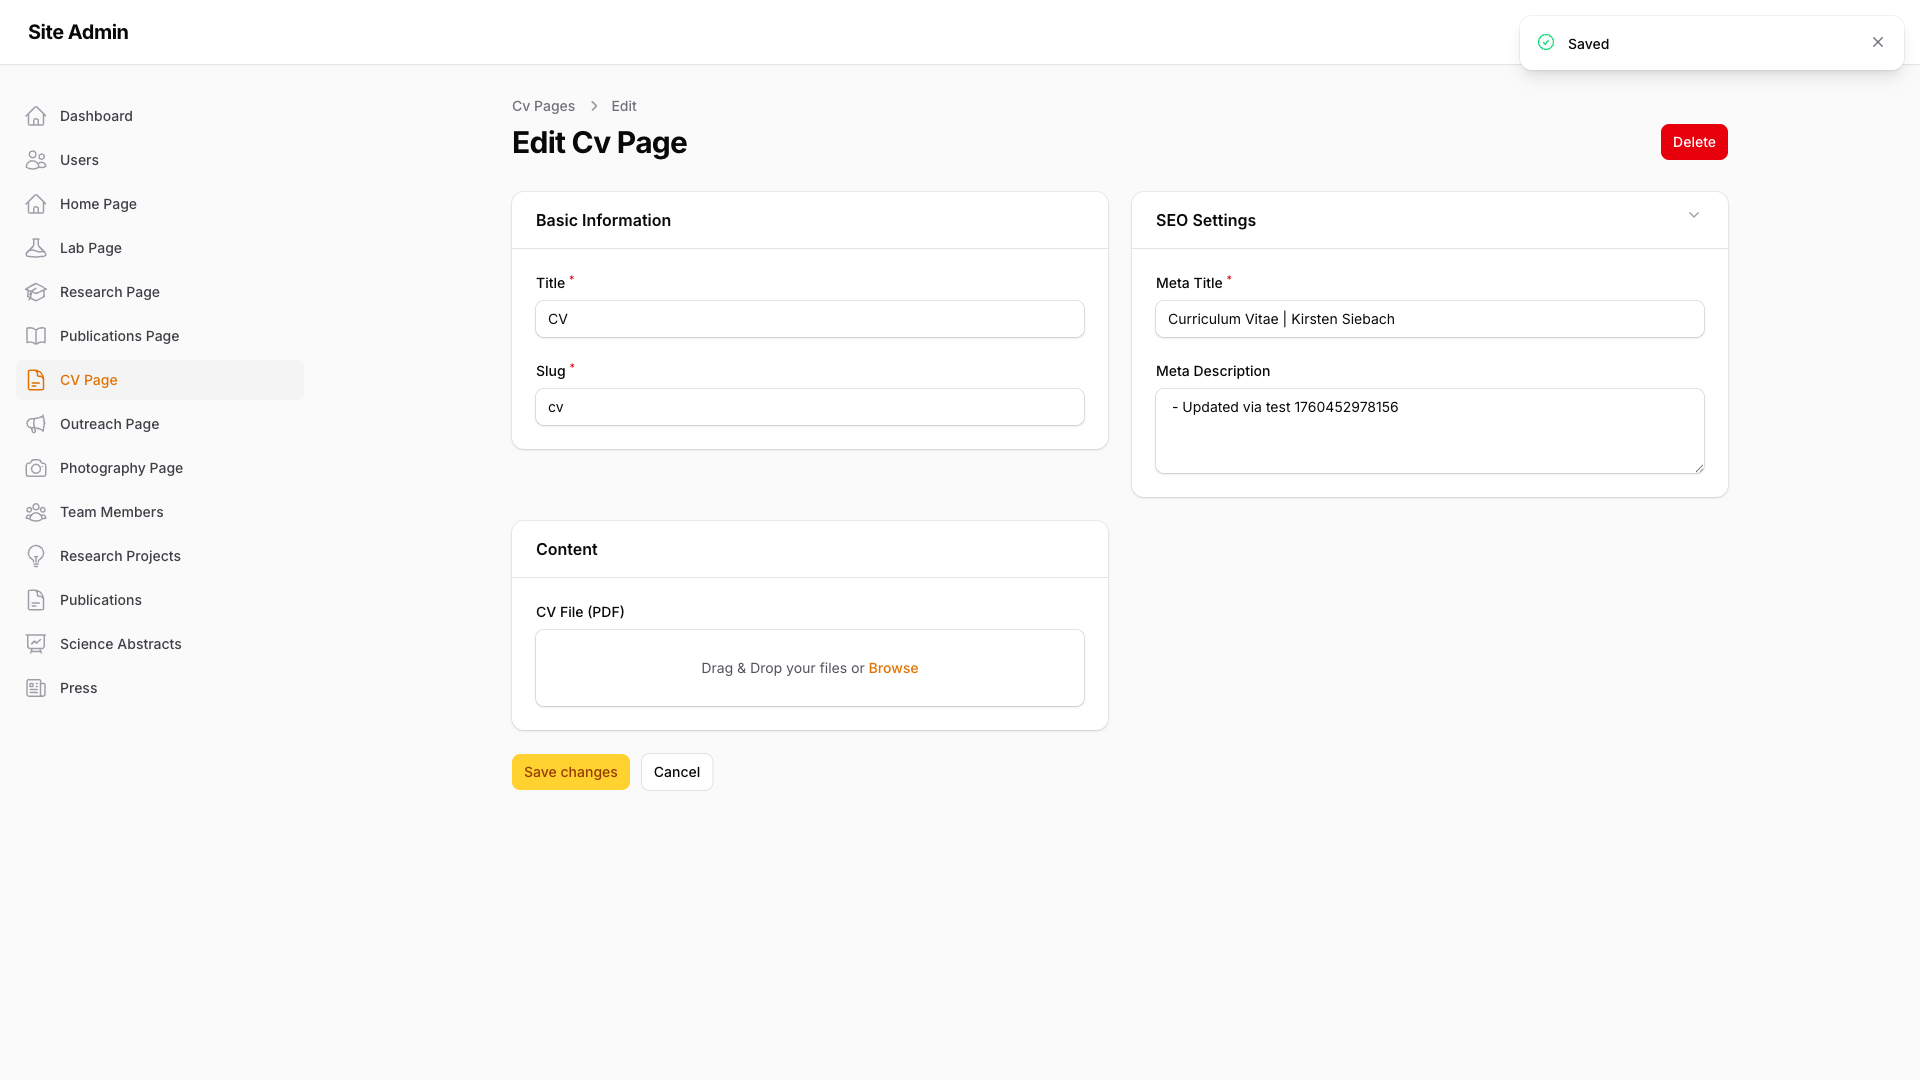 Site Admin
Saved
Dashboard
Users
Home Page
Lab Page
Research Page
Publications Page
CV Page
Outreach Page
Photography Page
Team Members
Research Projects
Publications
Science Abstracts
Press
Cv Pages > Edit
Edit Cv Page
Delete
Basic Information
Title *
CV
Slug *
cv
SEO Settings
Meta Title *
Curriculum Vitae | Kirsten Siebach
Meta Description
- Updated via test 1760452978156
Content
CV File (PDF)
Drag & Drop your files or Browse
Save changes
Cancel